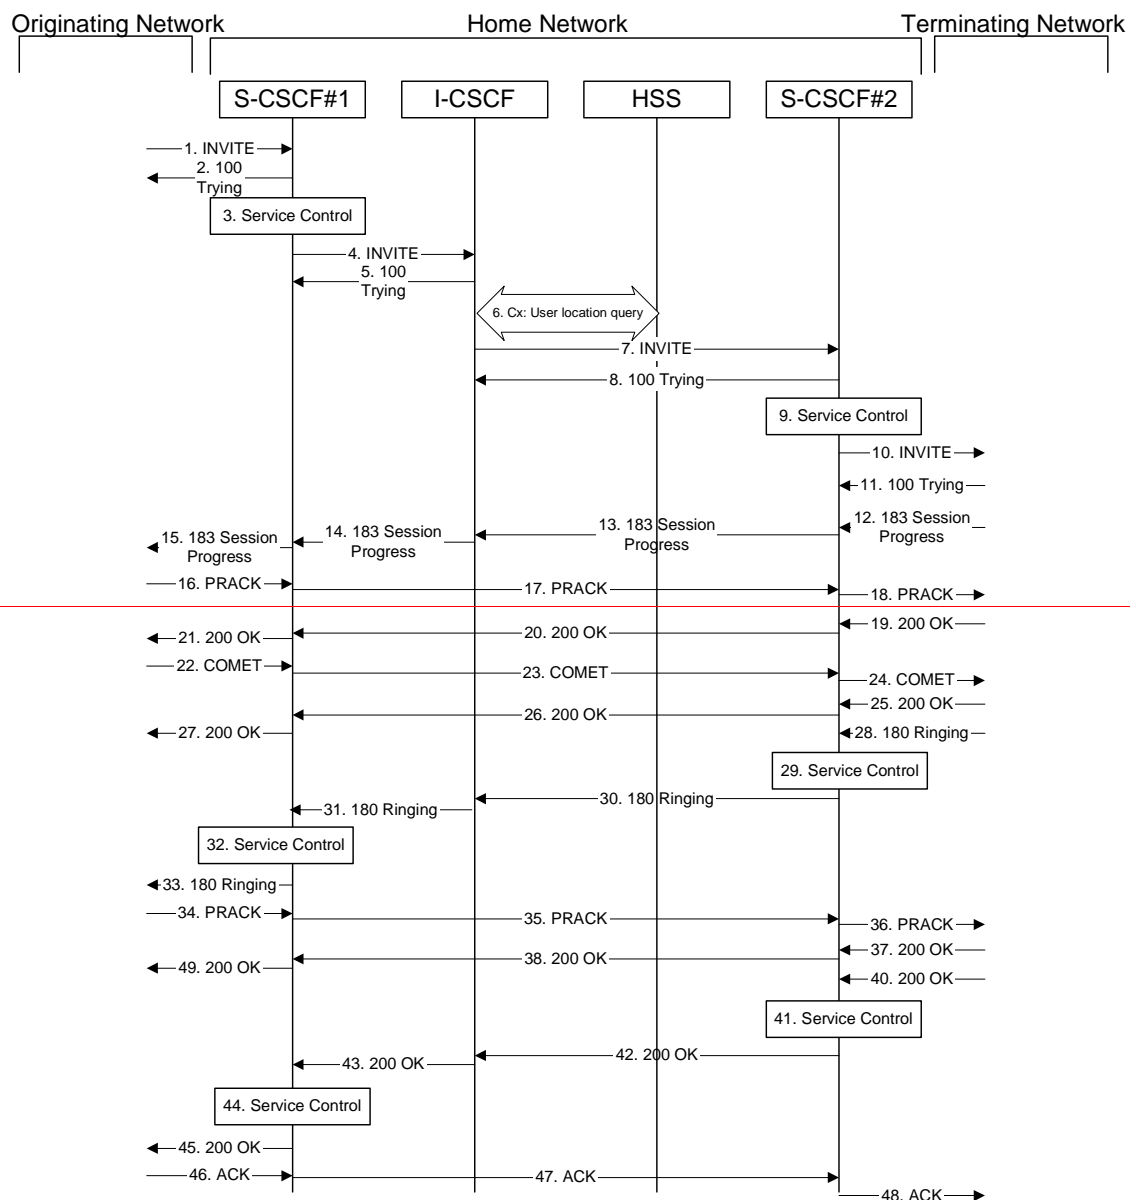 Originating Network
Home Network
Terminating Network
S-CSCF#1
I-CSCF
HSS
S-CSCF#2
1. INVITE
2. 100
Trying
3. Service Control
4. INVITE
5. 100
Trying
6. Cx: User location query
7. INVITE
8. 100 Trying
9. Service Control
10. INVITE
11. 100 Trying
12. 183 Session
Progress
13. 183 Session
Progress
14. 183 Session
Progress
15. 183 Session
Progress
16. PRACK
17. PRACK
18. PRACK
19. 200 OK
20. 200 OK
21. 200 OK
22. COMET
23. COMET
24. COMET
25. 200 OK
26. 200 OK
27. 200 OK
28. 180 Ringing
29. Service Control
30. 180 Ringing
31. 180 Ringing
32. Service Control
33. 180 Ringing
34. PRACK
35. PRACK
36. PRACK
37. 200 OK
38. 200 OK
49. 200 OK
40. 200 OK
41. Service Control
42. 200 OK
43. 200 OK
44. Service Control
45. 200 OK
46. ACK
47. ACK
48. ACK